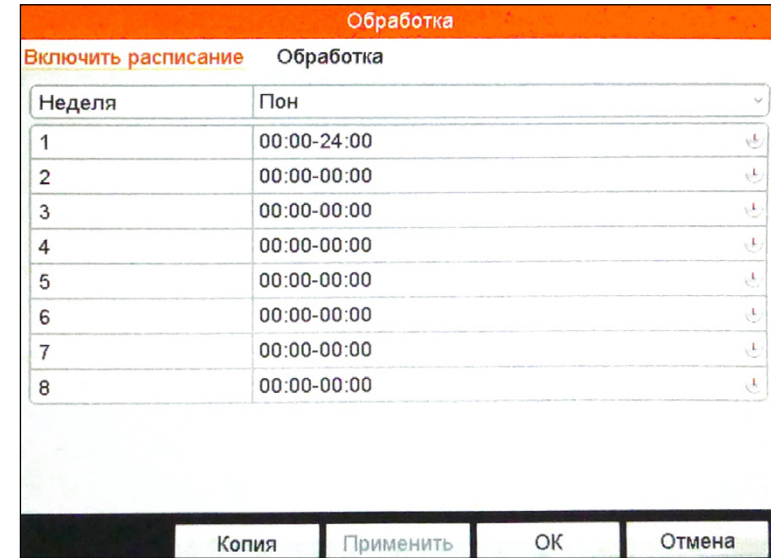 Обработка
Включить расписание Обработка
Неделя Пон
1 00:00-24:00
2 00:00-00:00
3 00:00-00:00
4 00:00-00:00
5 00:00-00:00
6 00:00-00:00
7 00:00-00:00
8 00:00-00:00
Копия Применить ОК Отмена